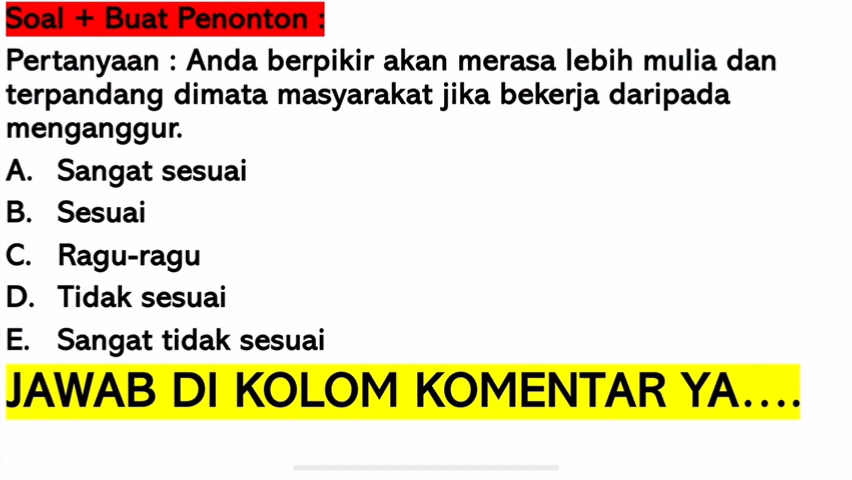 Soal + Buat Penonton :
Pertanyaan : Anda berpikir akan merasa lebih mulia dan
terpandang dimata masyarakat jika bekerja daripada
menganggur.
A. Sangat sesuai
B. Sesuai
C. Ragu-ragu
D. Tidak sesuai
E. Sangat tidak sesuai
JAWAB DI KOLOM KOMENTAR YA....